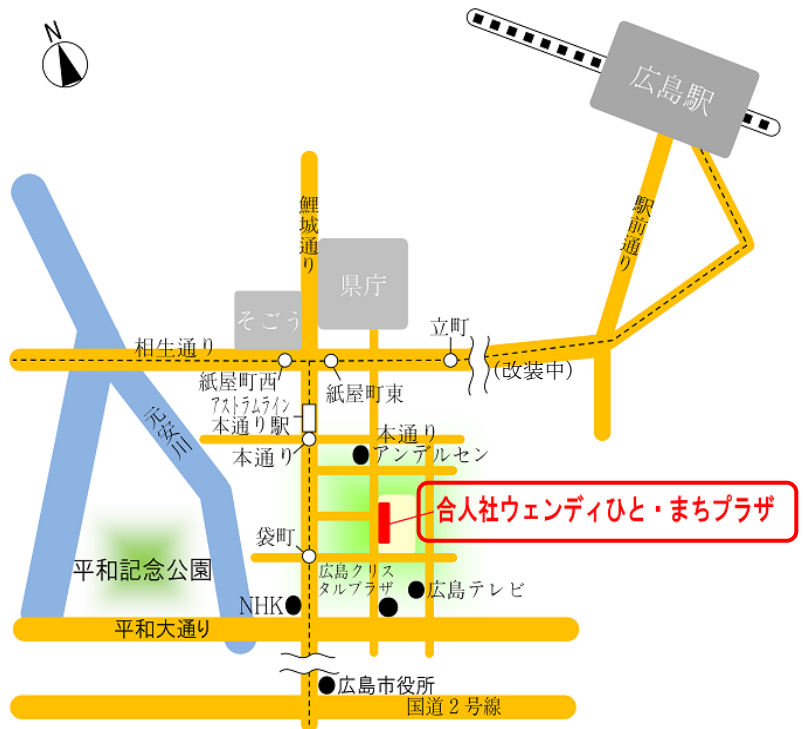 N
広島駅
鯉城通り
駅前通り
県庁
そごう
立町
相生通り
(改装中)
紙屋町西
紙屋町東
アストラムライン
本通り駅
元安川
本通り
本通り
アンデルセン
合人社ウェンディひと・まちプラザ
袋町
平和記念公園
広島クリス
タルプラザ
広島テレビ
NHK
平和大通り
広島市役所
国道２号線